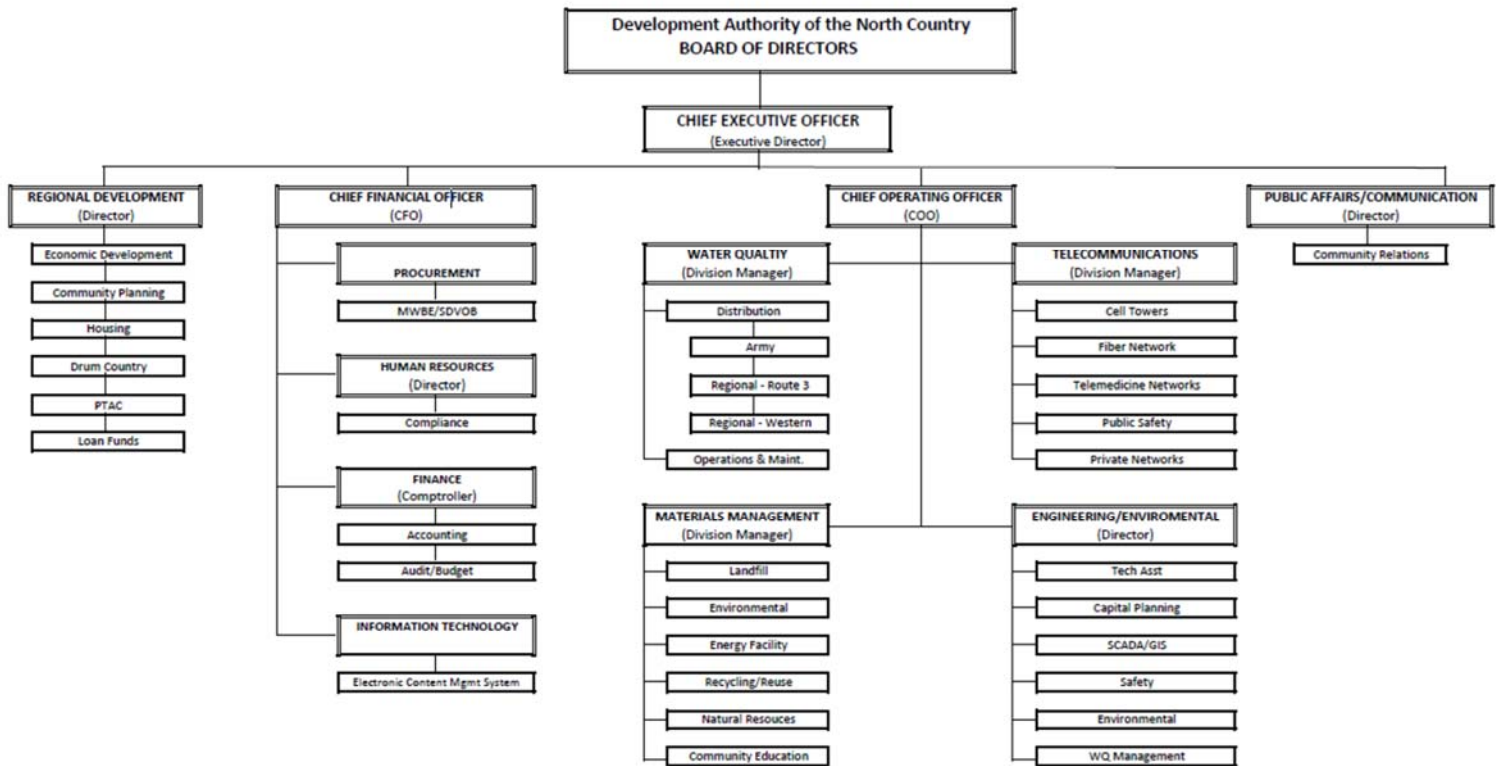 Development Authority of the North Country
BOARD OF DIRECTORS
CHIEF EXECUTIVE OFFICER
(Executive Director)
REGIONAL DEVELOPMENT
(Director)
Economic Development
Community Planning
Housing
Drum Country
PTAC
Loan Funds
CHIEF FINANCIAL OFFICER
(CFO)
PROCUREMENT
MWBE/SDVOB
HUMAN RESOURCES
(Director)
Compliance
FINANCE
(Comptroller)
Accounting
Audit/Budget
INFORMATION TECHNOLOGY
Electronic Content Mgmt System
CHIEF OPERATING OFFICER
(COO)
WATER QUALTIY
(Division Manager)
Distribution
Army
Regional - Route 3
Regional - Western
Operations & Maint.
TELECOMMUNICATIONS
(Division Manager)
Cell Towers
Fiber Network
Telemedicine Networks
Public Safety
Private Networks
MATERIALS MANAGEMENT
(Division Manager)
Landfill
Environmental
Energy Facility
Recycling/Reuse
Natural Resouces
Community Education
ENGINEERING/ENVIROMENTAL
(Director)
Tech Asst
Capital Planning
SCADA/GIS
Safety
Environmental
WQ Management
PUBLIC AFFAIRS/COMMUNICATION
(Director)
Community Relations